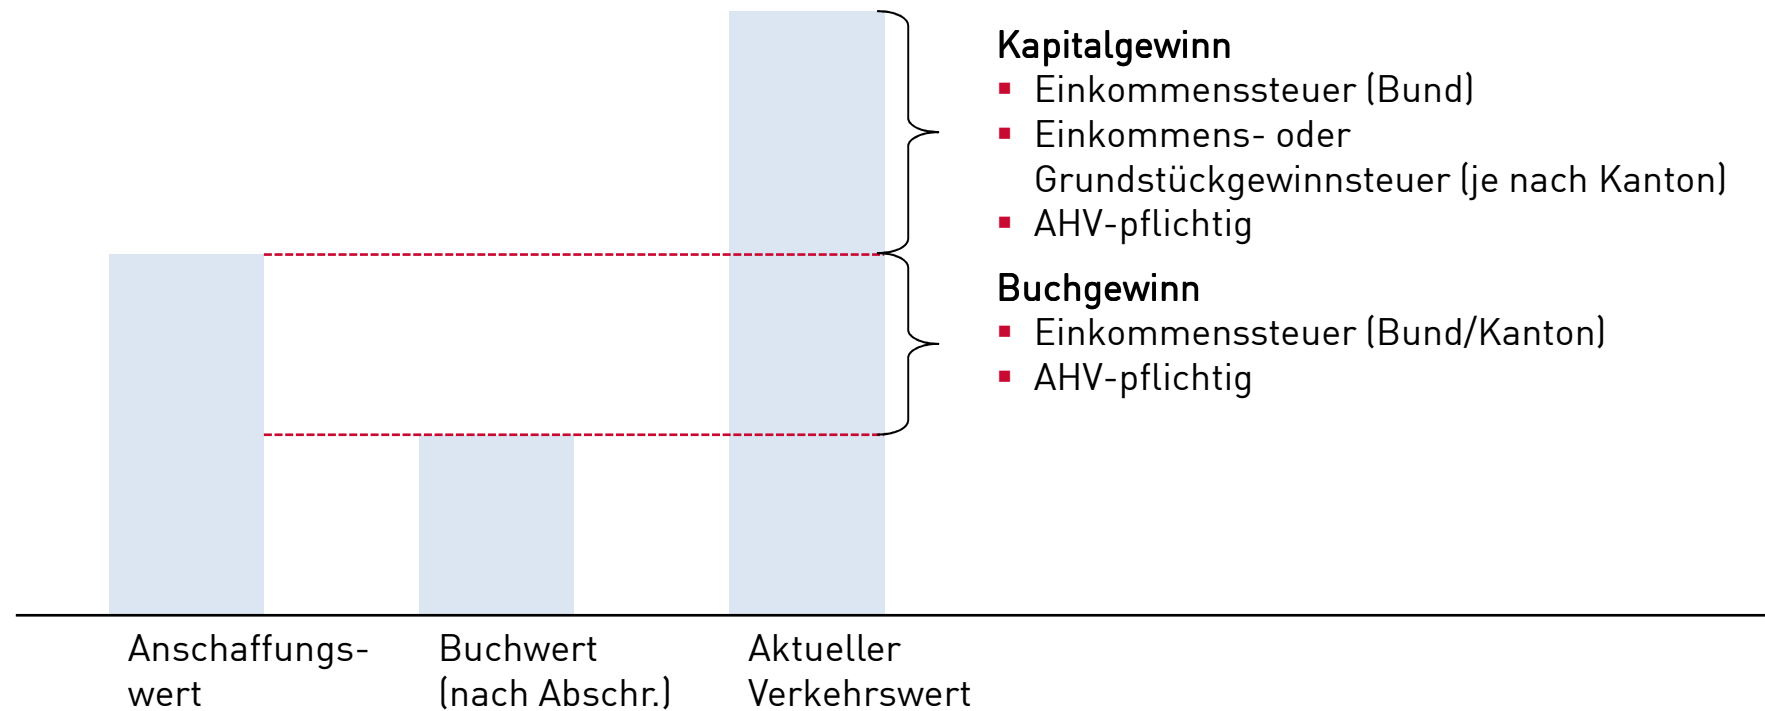 Kapitalgewinn
▪ Einkommenssteuer (Bund)
▪ Einkommens- oder
Grundstückgewinnsteuer (je nach Kanton)
▪ AHV-pflichtig
Buchgewinn
▪ Einkommenssteuer (Bund/Kanton)
▪ AHV-pflichtig
Anschaffungs-
wert
Buchwert
(nach Abschr.)
Aktueller
Verkehrswert